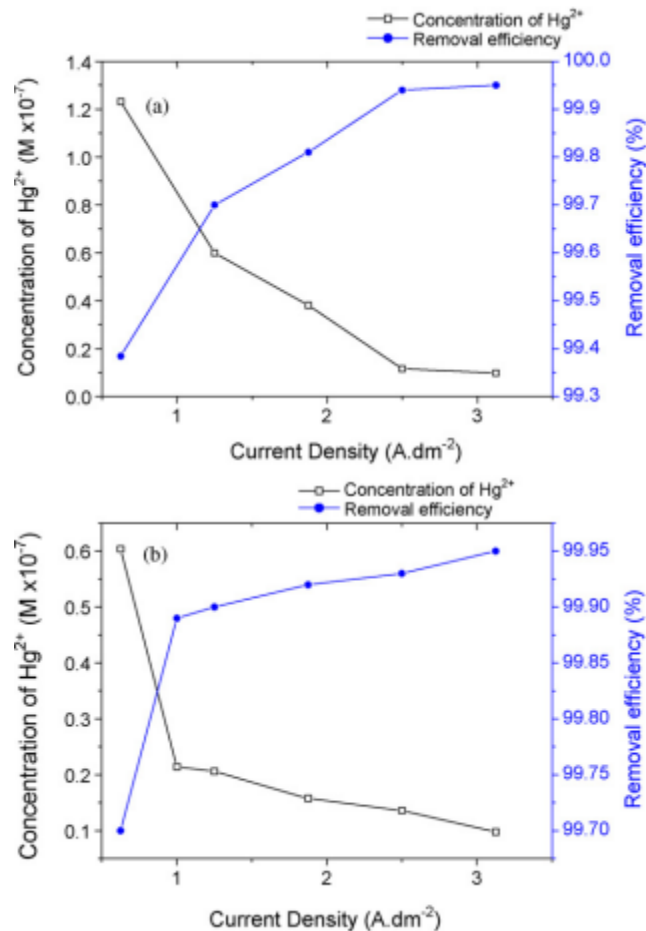 Concentration of Hg²⁺
Removal efficiency
(a)
Concentration of Hg²⁺ (M x10⁻⁷)
1.4
1.2
1.0
0.8
0.6
0.4
0.2
0.0
100.0
99.9
99.8
99.7
99.6
99.5
99.4
99.3
Removal efficiency (%)
1
2
3
Current Density (A.dm⁻²)
Concentration of Hg²⁺
Removal efficiency
(b)
Concentration of Hg²⁺ (M x10⁻⁷)
0.6
0.5
0.4
0.3
0.2
0.1
99.95
99.90
99.85
99.80
99.75
99.70
Removal efficiency (%)
1
2
3
Current Density (A.dm⁻²)